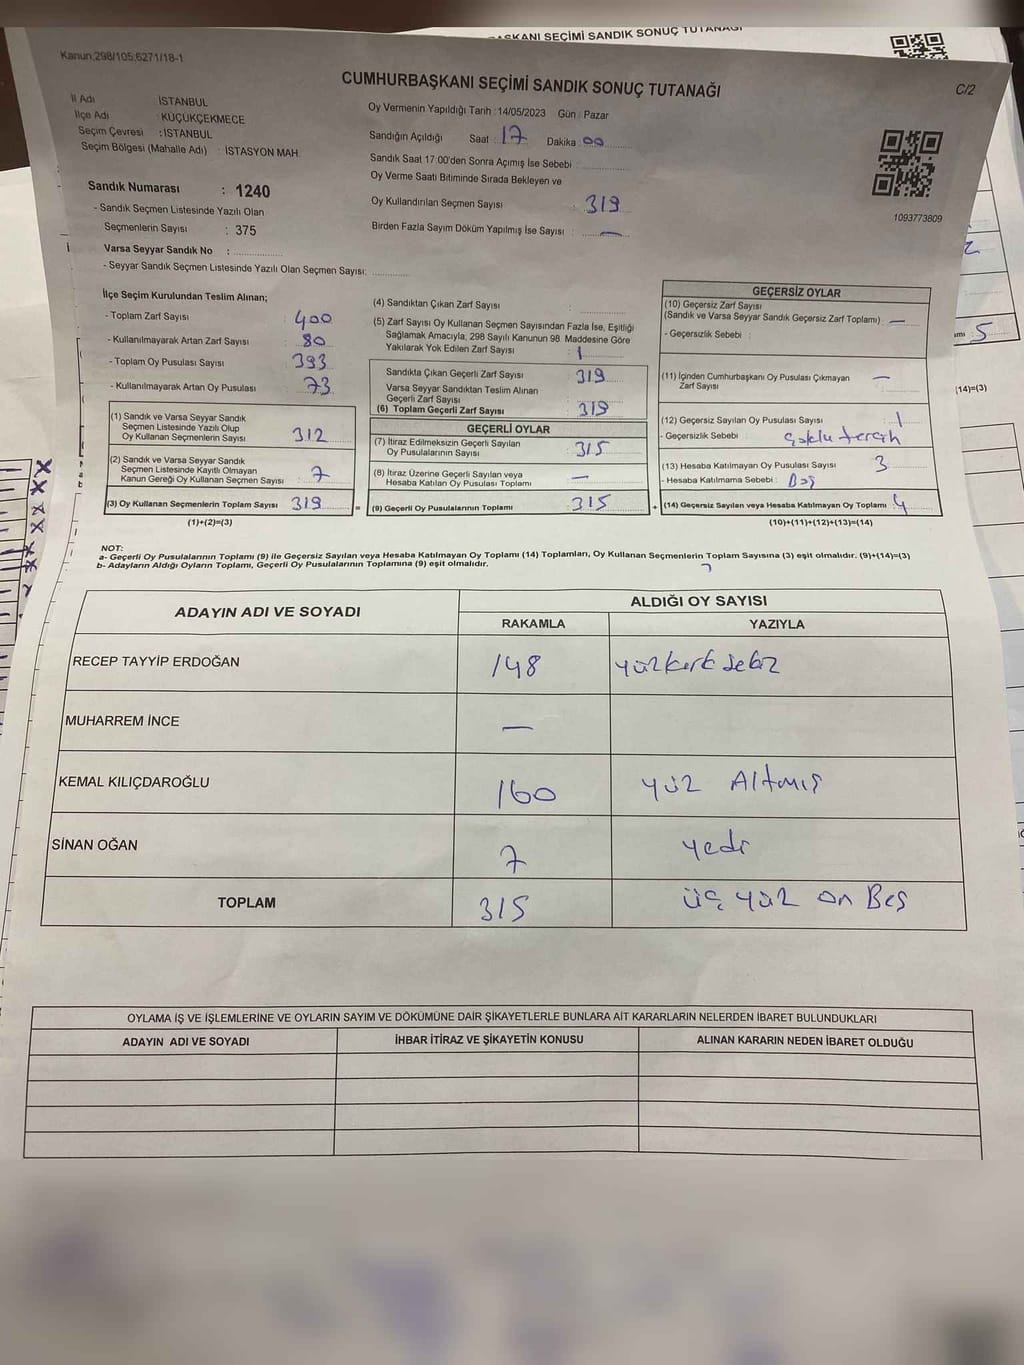 BAŞKANI SEÇİMİ SANDIK SONUÇ TUTANAĞI
Kanun;298/105;6271/18-1
CUMHURBAŞKANI SEÇİMİ SANDIK SONUÇ TUTANAĞI
C/2
İl Adı İSTANBUL
İlçe Adı : KÜÇÜKÇEKMECE
Seçim Çevresi : İSTANBUL
Seçim Bölgesi (Mahalle Adı) : İSTASYON MAH.
Sandık Numarası : 1240
- Sandık Seçmen Listesinde Yazılı Olan
Seçmenlerin Sayısı : 375
Varsa Seyyar Sandık No :
- Seyyar Sandık Seçmen Listesinde Yazılı Olan Seçmen Sayısı:
Oy Vermenin Yapıldığı Tarih :14/05/2023 Gün : Pazar
Sandığın Açıldığı Saat : 17 Dakika : 00
Sandık Saat 17:00'den Sonra Açımış İse Sebebi :
Oy Verme Saati Bitiminde Sırada Bekleyen ve
Oy Kullandırılan Seçmen Sayısı : 319
Birden Fazla Sayım Döküm Yapılmış İse Sayısı : —
1093773809
İlçe Seçim Kurulundan Teslim Alınan;
- Toplam Zarf Sayısı : 400
- Kullanılmayarak Artan Zarf Sayısı : 80
- Toplam Oy Pusulası Sayısı : 393
- Kullanılmayarak Artan Oy Pusulası : 73
(1) Sandık ve Varsa Seyyar Sandık
Seçmen Listesinde Yazılı Olup
Oy Kullanan Seçmenlerin Sayısı : 312
(2) Sandık ve Varsa Seyyar Sandık
Seçmen Listesinde Kayıtlı Olmayan
Kanun Gereği Oy Kullanan Seçmen Sayısı : 7
(3) Oy Kullanan Seçmenlerin Toplam Sayısı : 319
(1)+(2)=(3)
(4) Sandıktan Çıkan Zarf Sayısı :
(5) Zarf Sayısı Oy Kullanan Seçmen Sayısından Fazla İse, Eşitliği
Sağlamak Amacıyla, 298 Sayılı Kanunun 98. Maddesine Göre
Yakılarak Yok Edilen Zarf Sayısı : 1
Sandıkta Çıkan Geçerli Zarf Sayısı : 319
Varsa Seyyar Sandıktan Teslim Alınan
Geçerli Zarf Sayısı :
(6) Toplam Geçerli Zarf Sayısı : 319
GEÇERLİ OYLAR
(7) İtiraz Edilmeksizin Geçerli Sayılan
Oy Pusulalarının Sayısı : 315
(8) İtiraz Üzerine Geçerli Sayılan veya
Hesaba Katılan Oy Pusulası Toplamı : —
= (9) Geçerli Oy Pusulalarının Toplamı : 315
GEÇERSİZ OYLAR
(10) Geçersiz Zarf Sayısı
(Sandık ve Varsa Seyyar Sandık Geçersiz Zarf Toplamı) : —
- Geçersizlik Sebebi :
(11) İçinden Cumhurbaşkanı Oy Pusulası Çıkmayan
Zarf Sayısı : —
(12) Geçersiz Sayılan Oy Pusulası Sayısı : 1
- Geçersizlik Sebebi : Çoklu tercih
(13) Hesaba Katılmayan Oy Pusulası Sayısı : 3
- Hesaba Katılmama Sebebi : Boş
+ (14) Geçersiz Sayılan veya Hesaba Katılmayan Oy Toplamı : 4
(10)+(11)+(12)+(13)=(14)
5
(14)=(3)
NOT:
a- Geçerli Oy Pusulalarının Toplamı (9) ile Geçersiz Sayılan veya Hesaba Katılmayan Oy Toplamı (14) Toplamları, Oy Kullanan Seçmenlerin Toplam Sayısına (3) eşit olmalıdır. (9)+(14)=(3)
b- Adayların Aldığı Oyların Toplamı, Geçerli Oy Pusulalarının Toplamına (9) eşit olmalıdır.
ADAYIN ADI VE SOYADI
ALDIĞI OY SAYISI
RAKAMLA YAZIYLA
RECEP TAYYİP ERDOĞAN 148 yüzkırk sekiz
MUHARREM İNCE —
KEMAL KILIÇDAROĞLU 160 yüz Altmış
SİNAN OĞAN 7 yedi
TOPLAM 315 üç yüz on Beş
OYLAMA İŞ VE İŞLEMLERİNE VE OYLARIN SAYIM VE DÖKÜMÜNE DAİR ŞİKAYETLERLE BUNLARA AİT KARARLARIN NELERDEN İBARET BULUNDUKLARI
ADAYIN ADI VE SOYADI İHBAR İTİRAZ VE ŞİKAYETİN KONUSU ALINAN KARARIN NEDEN İBARET OLDUĞU